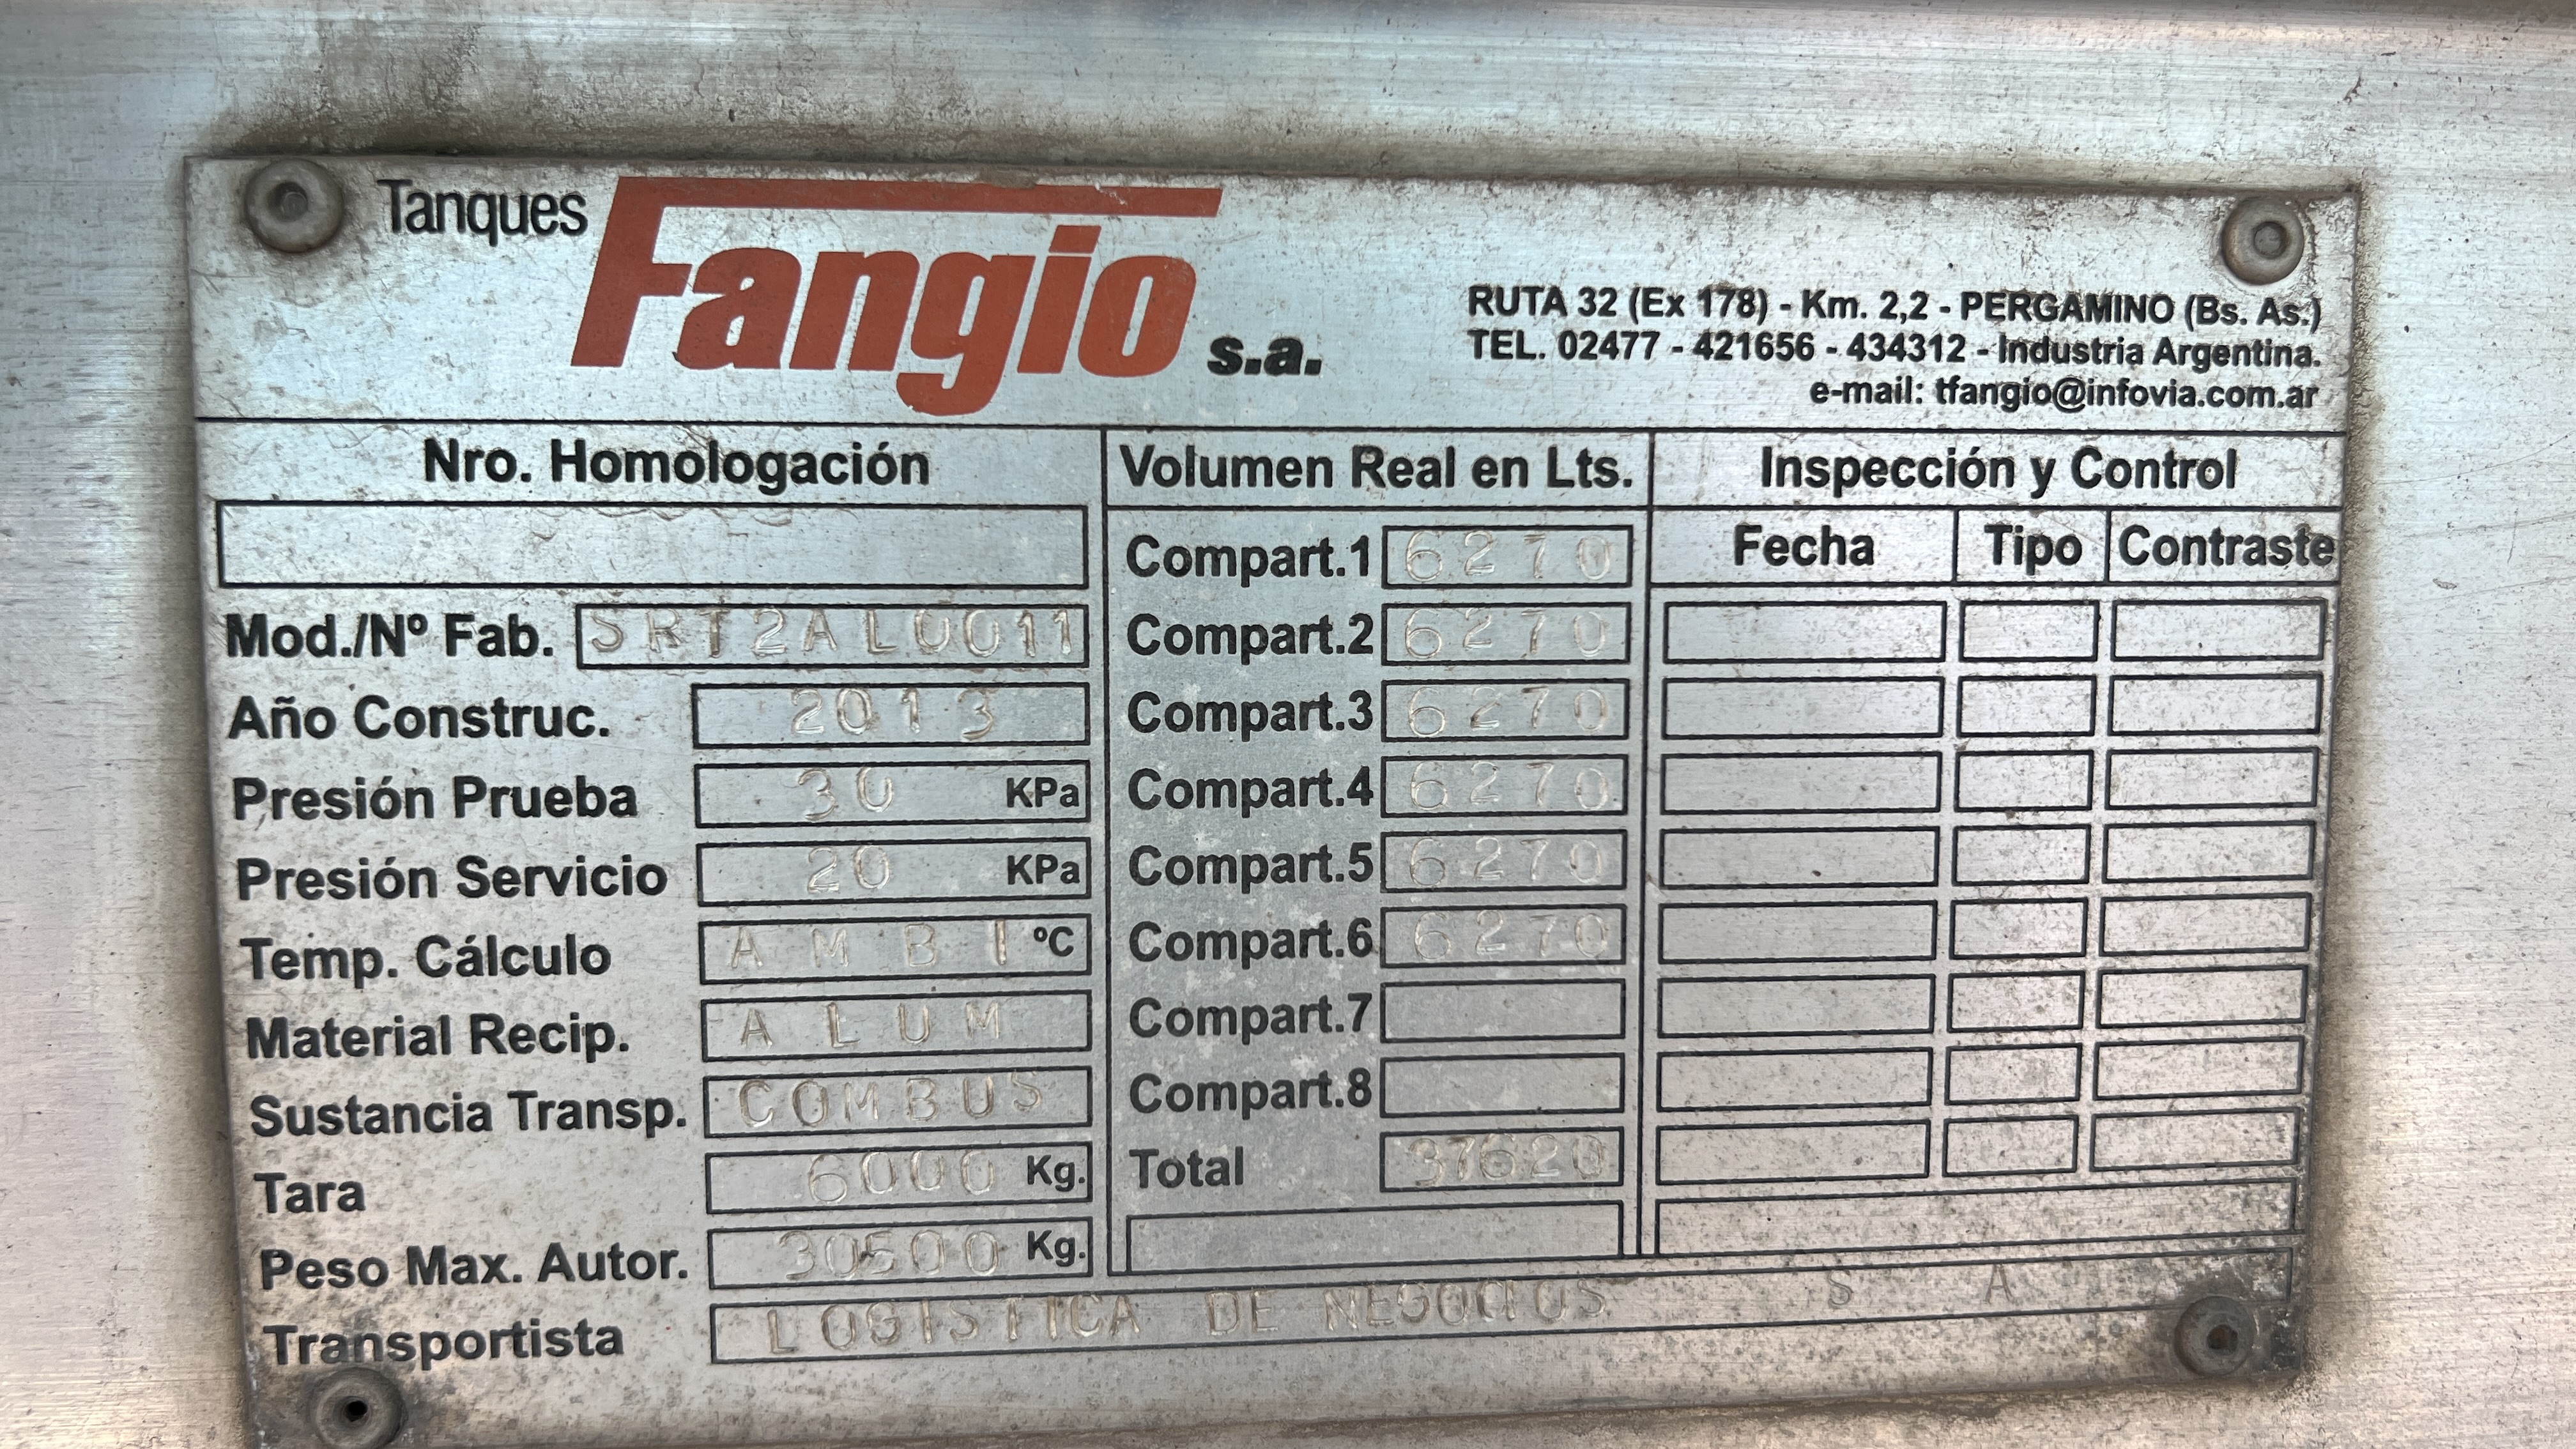 Tanques
Fangio s.a.
RUTA 32 (Ex 178) - Km. 2,2 - PERGAMINO (Bs. As.)
TEL. 02477 - 421656 - 434312 - Industria Argentina.
e-mail: tfangio@infovia.com.ar
Nro. Homologación
Mod./Nº Fab. SRT2AL0011
Año Construc. 2013
Presión Prueba 30 KPa
Presión Servicio 20 KPa
Temp. Cálculo AMBI ºC
Material Recip. ALUM
Sustancia Transp. COMBUS
Tara 6000 Kg.
Peso Max. Autor. 30500 Kg.
Transportista LOGISTICA DE NEGOCIOS S A
Volumen Real en Lts.
Compart.1 6270
Compart.2 6270
Compart.3 6270
Compart.4 6270
Compart.5 6270
Compart.6 6270
Compart.7
Compart.8
Total 37620
Inspección y Control
Fecha Tipo Contraste